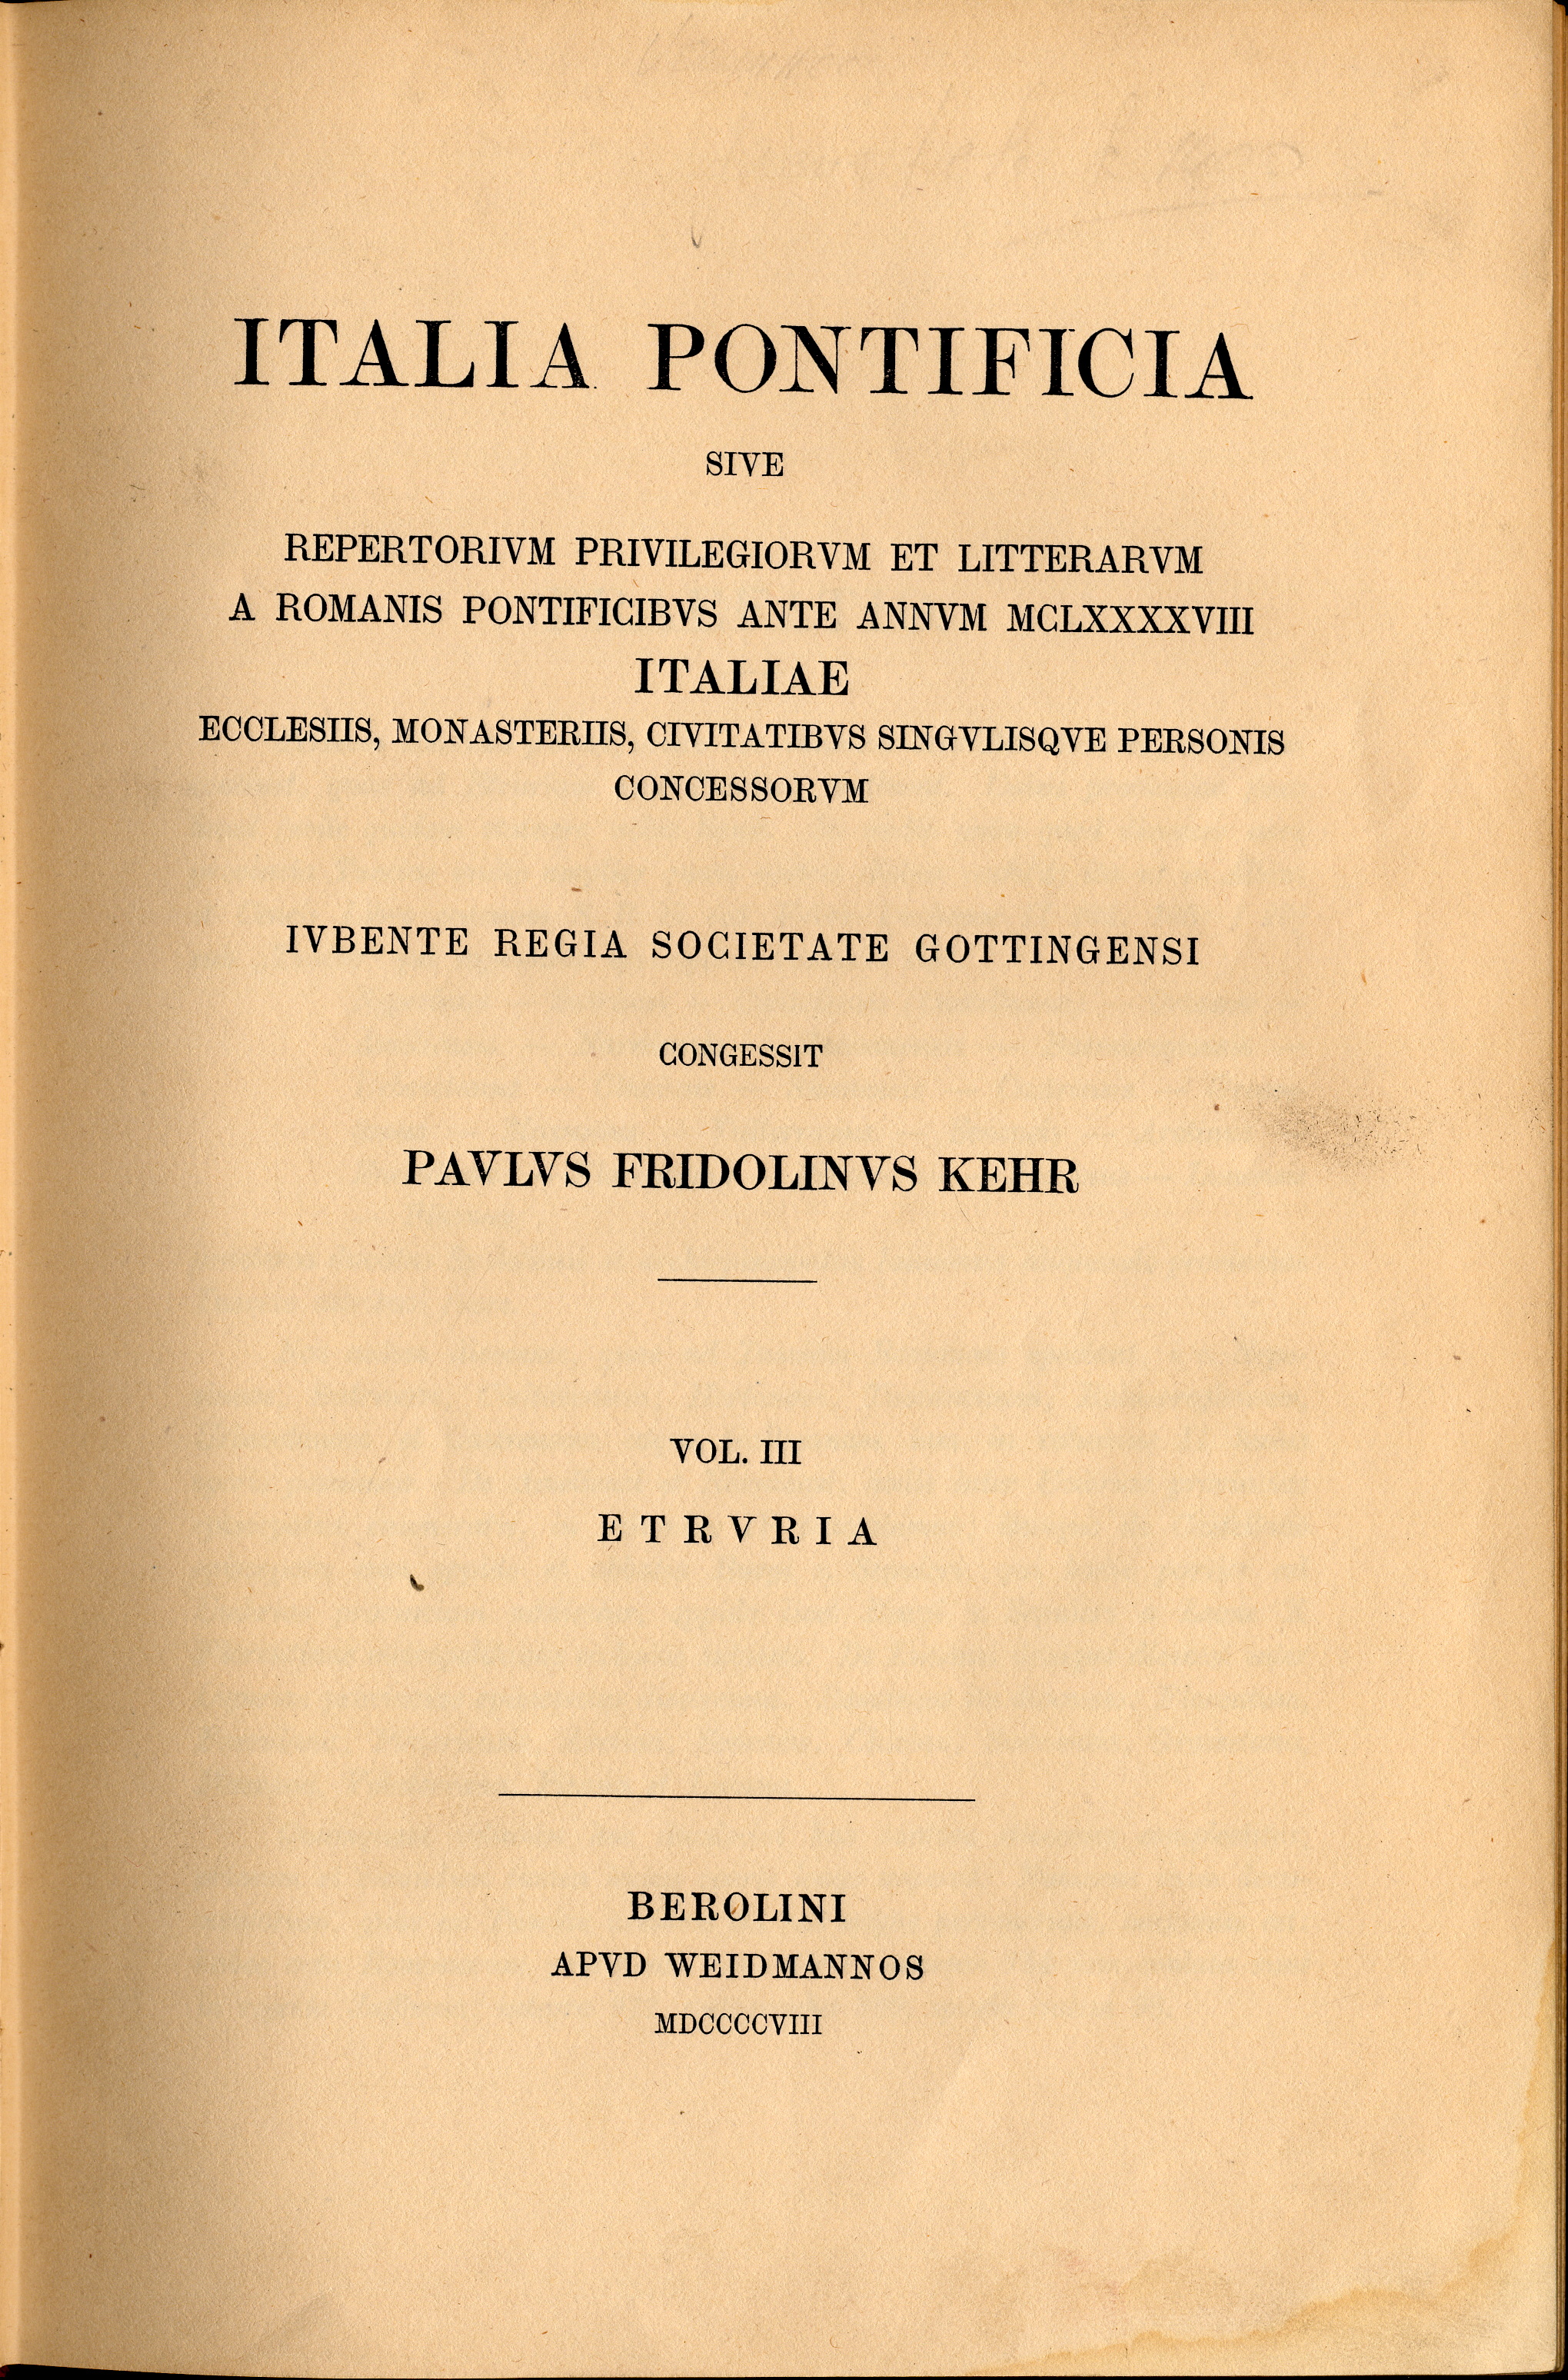 ITALIA PONTIFICIA
SIVE
REPERTORIVM PRIVILEGIORVM ET LITTERARVM
A ROMANIS PONTIFICIBVS ANTE ANNVM MCLXXXXVIII
ITALIAE
ECCLESIIS, MONASTERIIS, CIVITATIBVS SINGVLISQVE PERSONIS
CONCESSORVM
IVBENTE REGIA SOCIETATE GOTTINGENSI
CONGESSIT
PAVLVS FRIDOLINVS KEHR
VOL. III
ETRVRIA
BEROLINI
APVD WEIDMANNOS
MDCCCCVIII